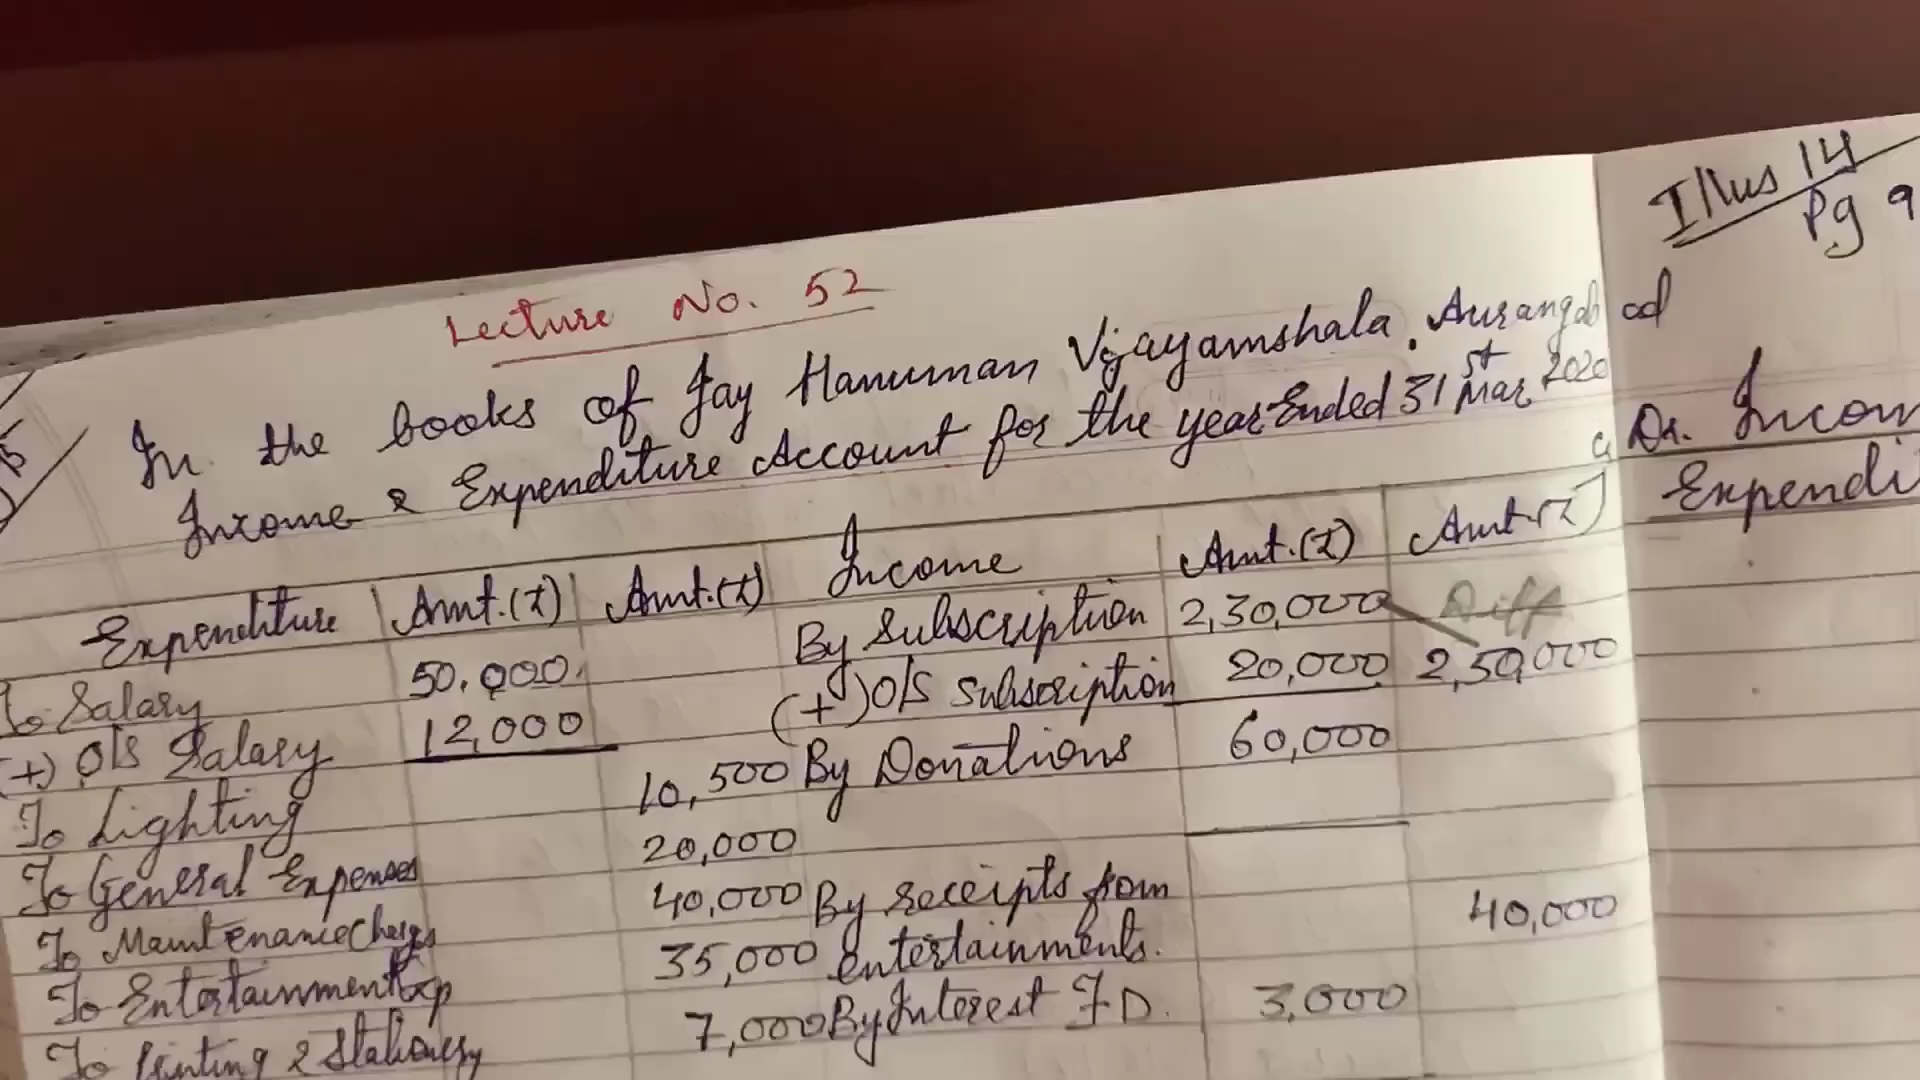 Lecture No. 52
In the books of Jay Hanuman Vyayamshala. Aurangabad
Income & Expenditure Account for the year Ended 31st Mar 2020
Expenditure Amt.(₹) Amt.(₹) Income Amt.(₹) Amt.(₹)
To Salary 50,000 By Subscription 2,30,000 Diff
(+) O/S Salary 12,000 (+) O/S Subscription 20,000 2,50,000
To Lighting 10,500 By Donations 60,000
To General Expenses 20,000
To Maintenance Charges 40,000 By receipts from
To Entertainment Exp 35,000 entertainments. 40,000
To Printing & Stationery 7,000 By Interest F D. 3,000
Illus 14
Pg 9
Dr.